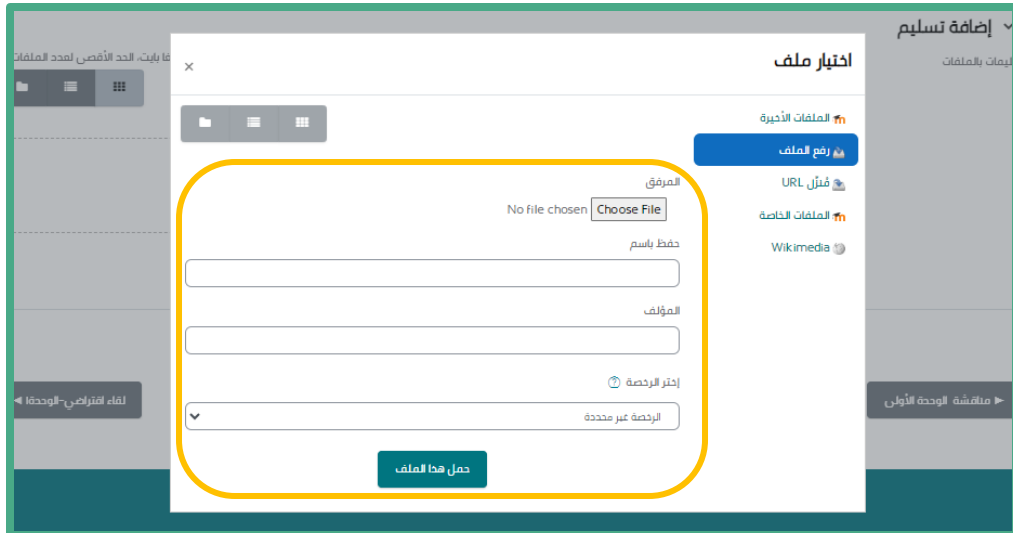 إضافة تسليم
اختيار ملف
×
الملفات الأخيرة
رفع الملف
مُنزّل URL
الملفات الخاصة
Wikimedia
المرفق
Choose File No file chosen
حفظ باسم
المؤلف
إختر الرخصة
الرخصة غير محددة
حمل هذا الملف
يمات بالملفات
فا بايت، الحد الأقصى لعدد الملفات
◄ مناقشة الوحدة الأولى
لقاء افتراضي-الوحدة1 ►